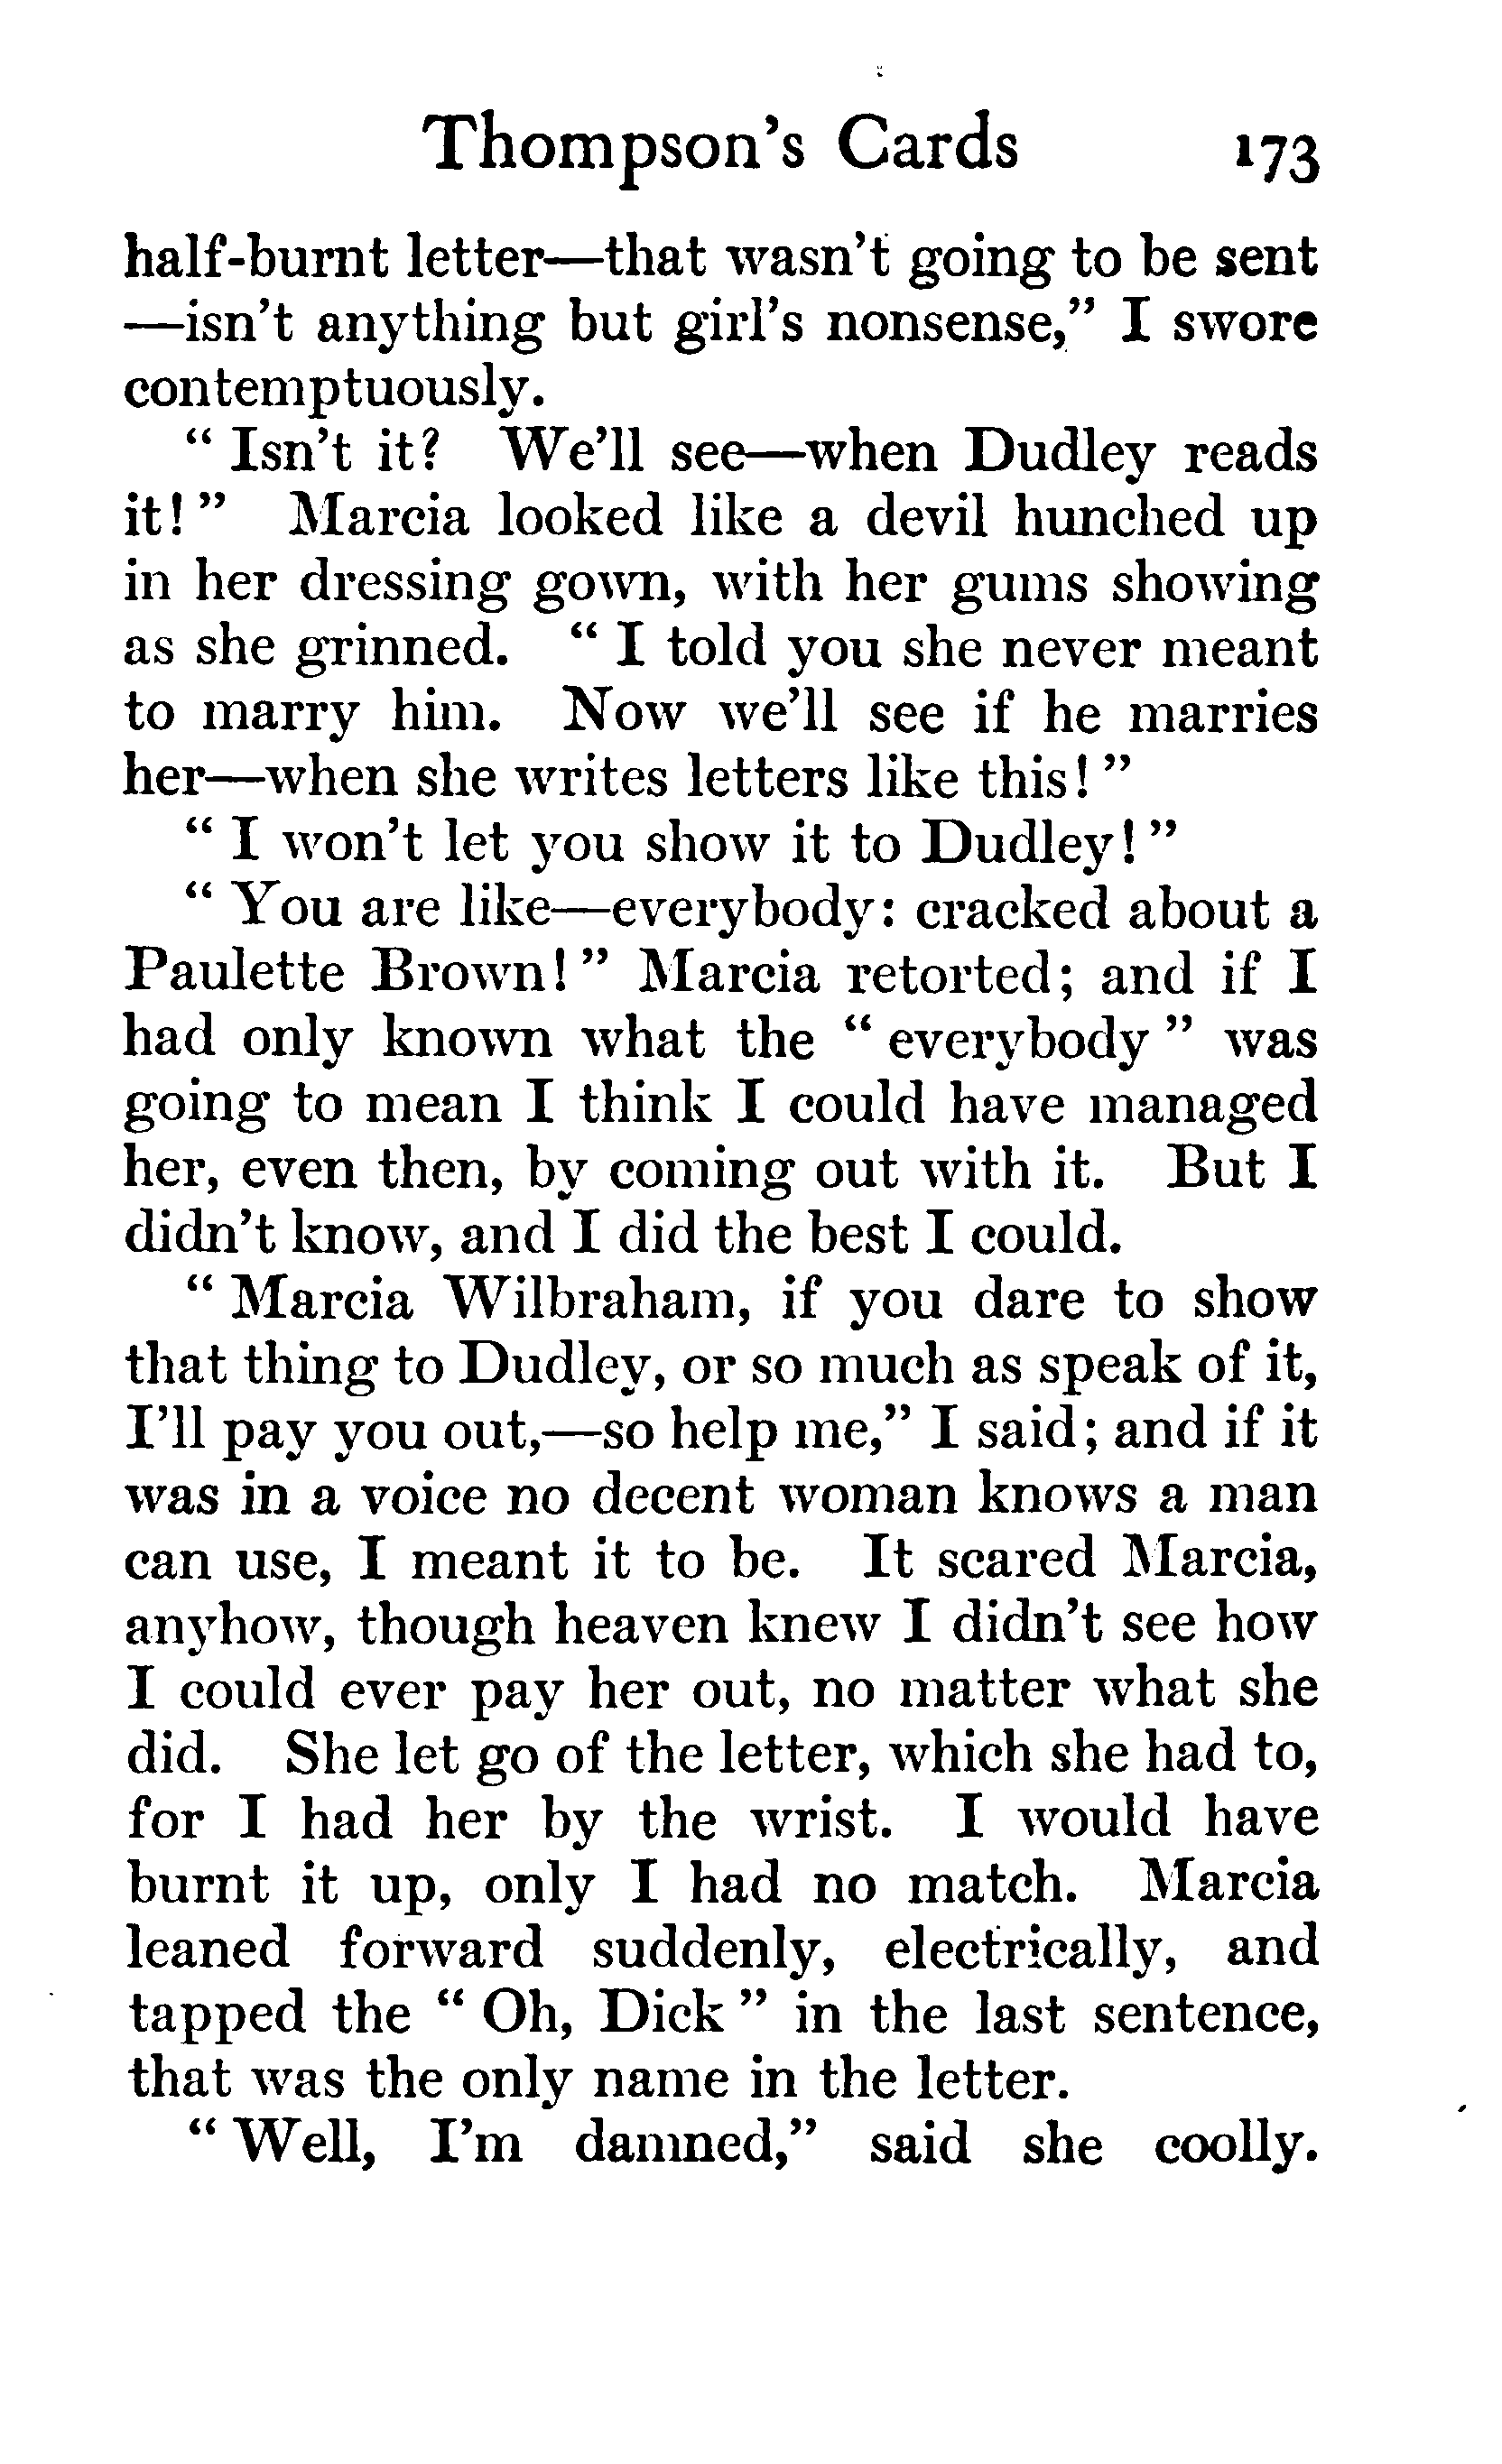 Thompson's Cards 173
half-burnt letter—that wasn't going to be sent
—isn't anything but girl's nonsense," I swore
contemptuously.
" Isn't it? We'll see—when Dudley reads
it! " Marcia looked like a devil hunched up
in her dressing gown, with her gums showing
as she grinned. " I told you she never meant
to marry him. Now we'll see if he marries
her—when she writes letters like this! "
" I won't let you show it to Dudley! "
" You are like—everybody: cracked about a
Paulette Brown! " Marcia retorted; and if I
had only known what the " everybody " was
going to mean I think I could have managed
her, even then, by coming out with it. But I
didn't know, and I did the best I could.
" Marcia Wilbraham, if you dare to show
that thing to Dudley, or so much as speak of it,
I'll pay you out,—so help me," I said; and if it
was in a voice no decent woman knows a man
can use, I meant it to be. It scared Marcia,
anyhow, though heaven knew I didn't see how
I could ever pay her out, no matter what she
did. She let go of the letter, which she had to,
for I had her by the wrist. I would have
burnt it up, only I had no match. Marcia
leaned forward suddenly, electrically, and
tapped the " Oh, Dick " in the last sentence,
that was the only name in the letter.
" Well, I'm damned," said she coolly.